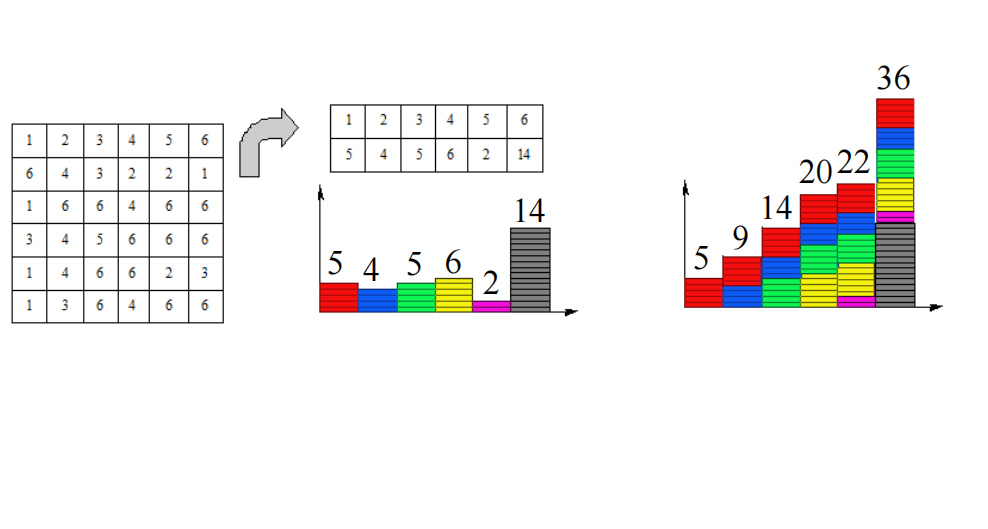 1 2 3 4 5 6
6 4 3 2 2 1
1 6 6 4 6 6
3 4 5 6 6 6
1 4 6 6 2 3
1 3 6 4 6 6
1 2 3 4 5 6
5 4 5 6 2 14
5 4 5 6 2 14
5 9 14 20 22 36